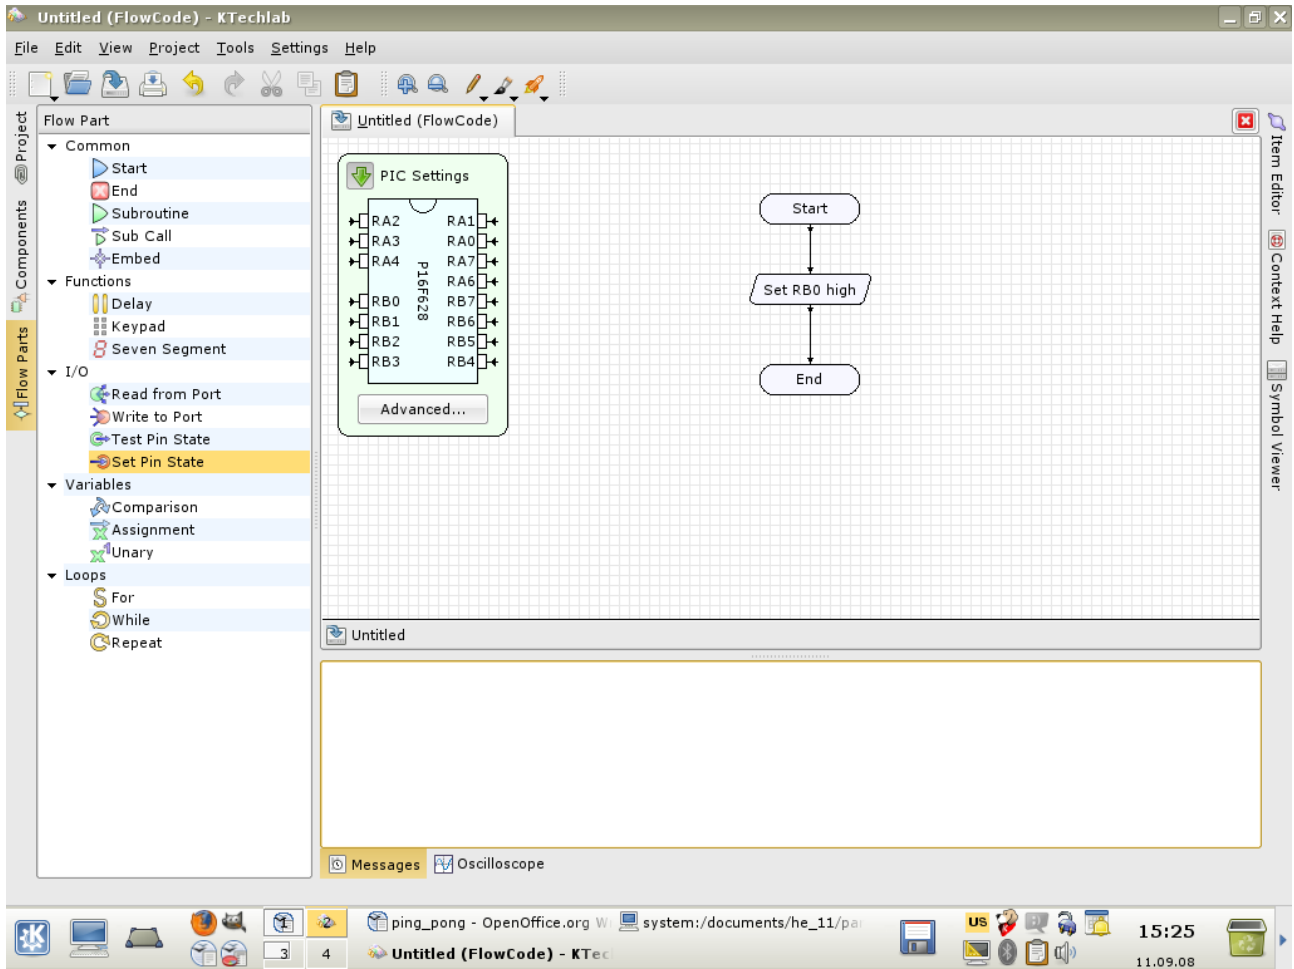 Untitled (FlowCode) - KTechlab
File Edit View Project Tools Settings Help
Project
Components
Flow Parts
Flow Part
Common
Start
End
Subroutine
Sub Call
Embed
Functions
Delay
Keypad
Seven Segment
I/O
Read from Port
Write to Port
Test Pin State
Set Pin State
Variables
Comparison
Assignment
Unary
Loops
For
While
Repeat
Untitled (FlowCode)
PIC Settings
RA2 RA1
RA3 RA0
RA4 RA7
RA6
RB0 RB7
RB1 RB6
RB2 RB5
RB3 RB4
P16F628
Advanced...
Start
Set RB0 high
End
Untitled
Messages Oscilloscope
Item Editor
Context Help
Symbol Viewer
1 2
3 4
ping_pong - OpenOffice.org W
system:/documents/he_11/pa
Untitled (FlowCode) - KTec
US
15:25
11.09.08